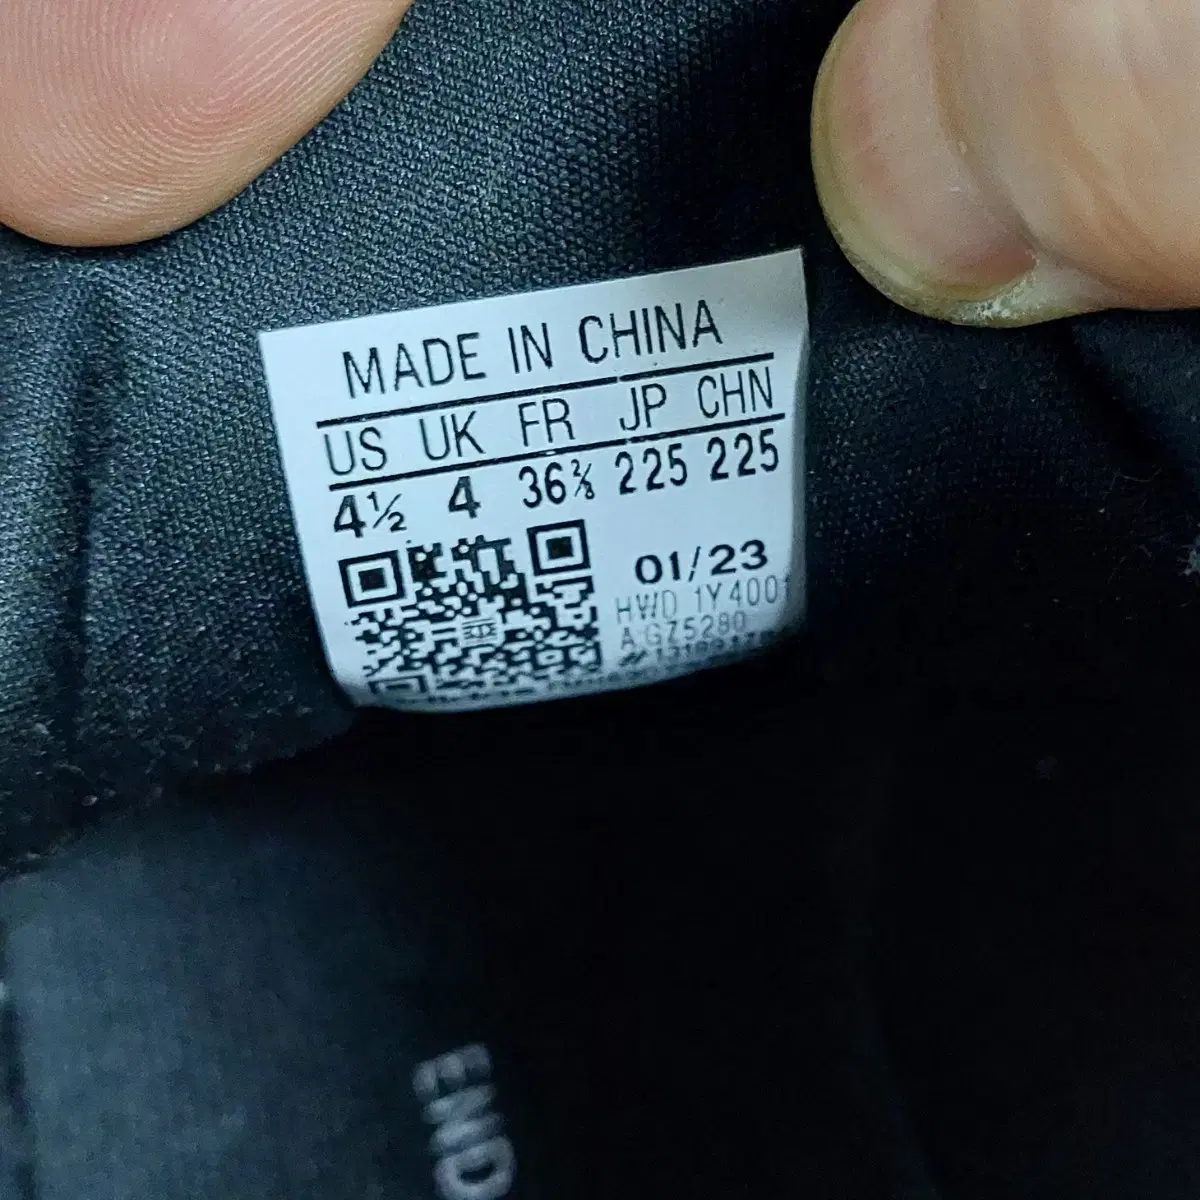 MADE IN CHINA
US UK FR JP CHN
4½ 4 36⅔ 225 225
01/23
HWD 1Y4001
A:GZ5280
END